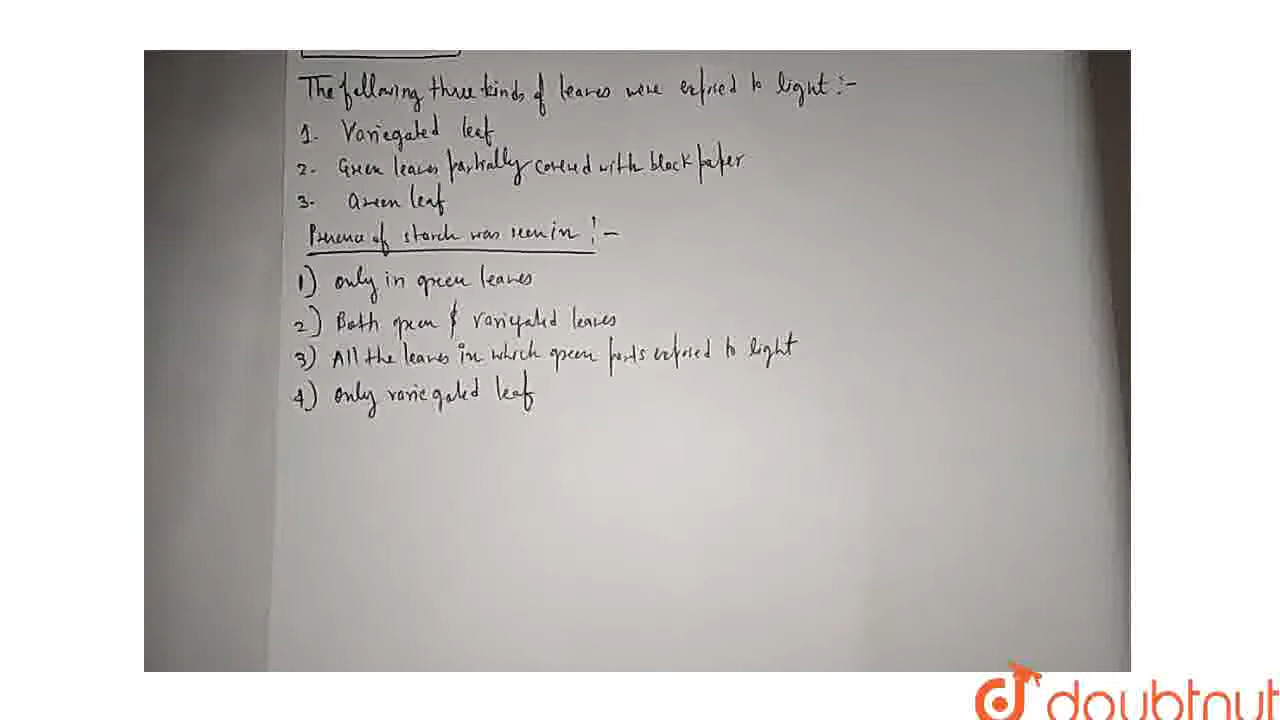 The following three kinds of leaves were exposed to light :-
1. Variegated leaf
2. Green leaves partially covered with black paper
3. Green leaf
Presence of starch was seen in :-
1) only in green leaves
2) Both green & variegated leaves
3) All the leaves in which green parts exposed to light
4) only variegated leaf
doubtnut